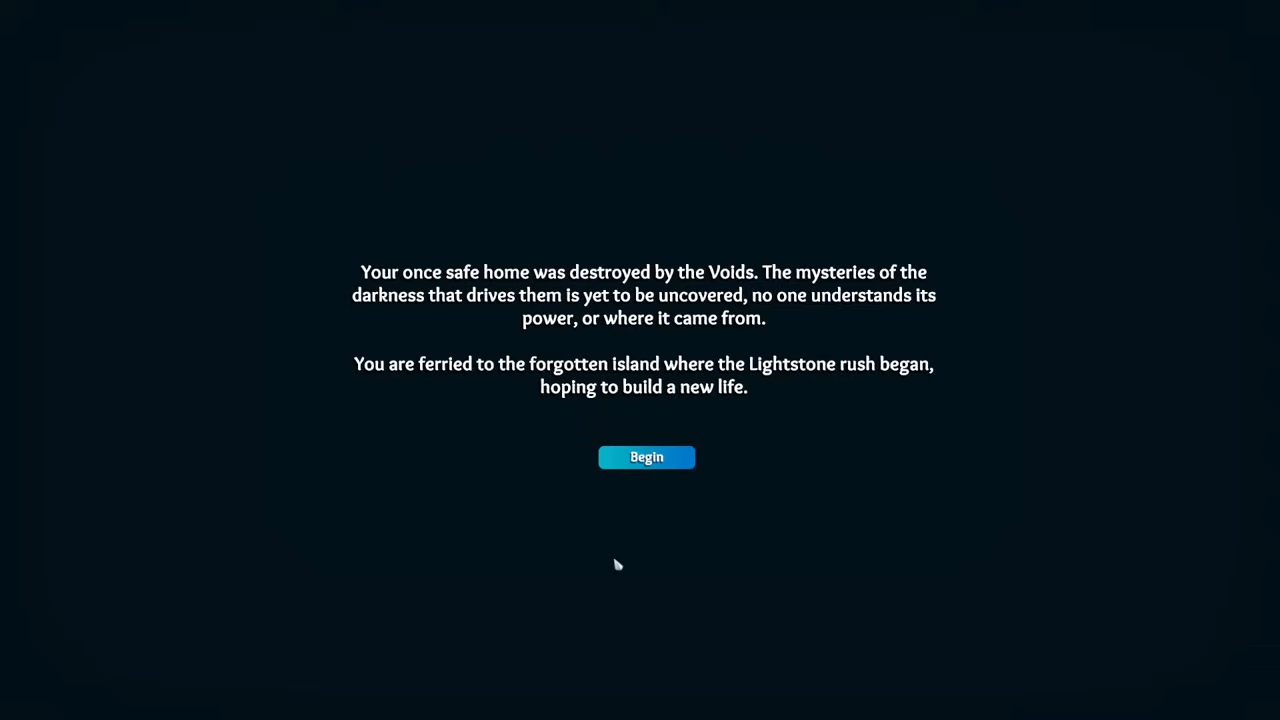 Your once safe home was destroyed by the Voids. The mysteries of the
darkness that drives them is yet to be uncovered, no one understands its
power, or where it came from.
You are ferried to the forgotten island where the Lightstone rush began,
hoping to build a new life.
Begin